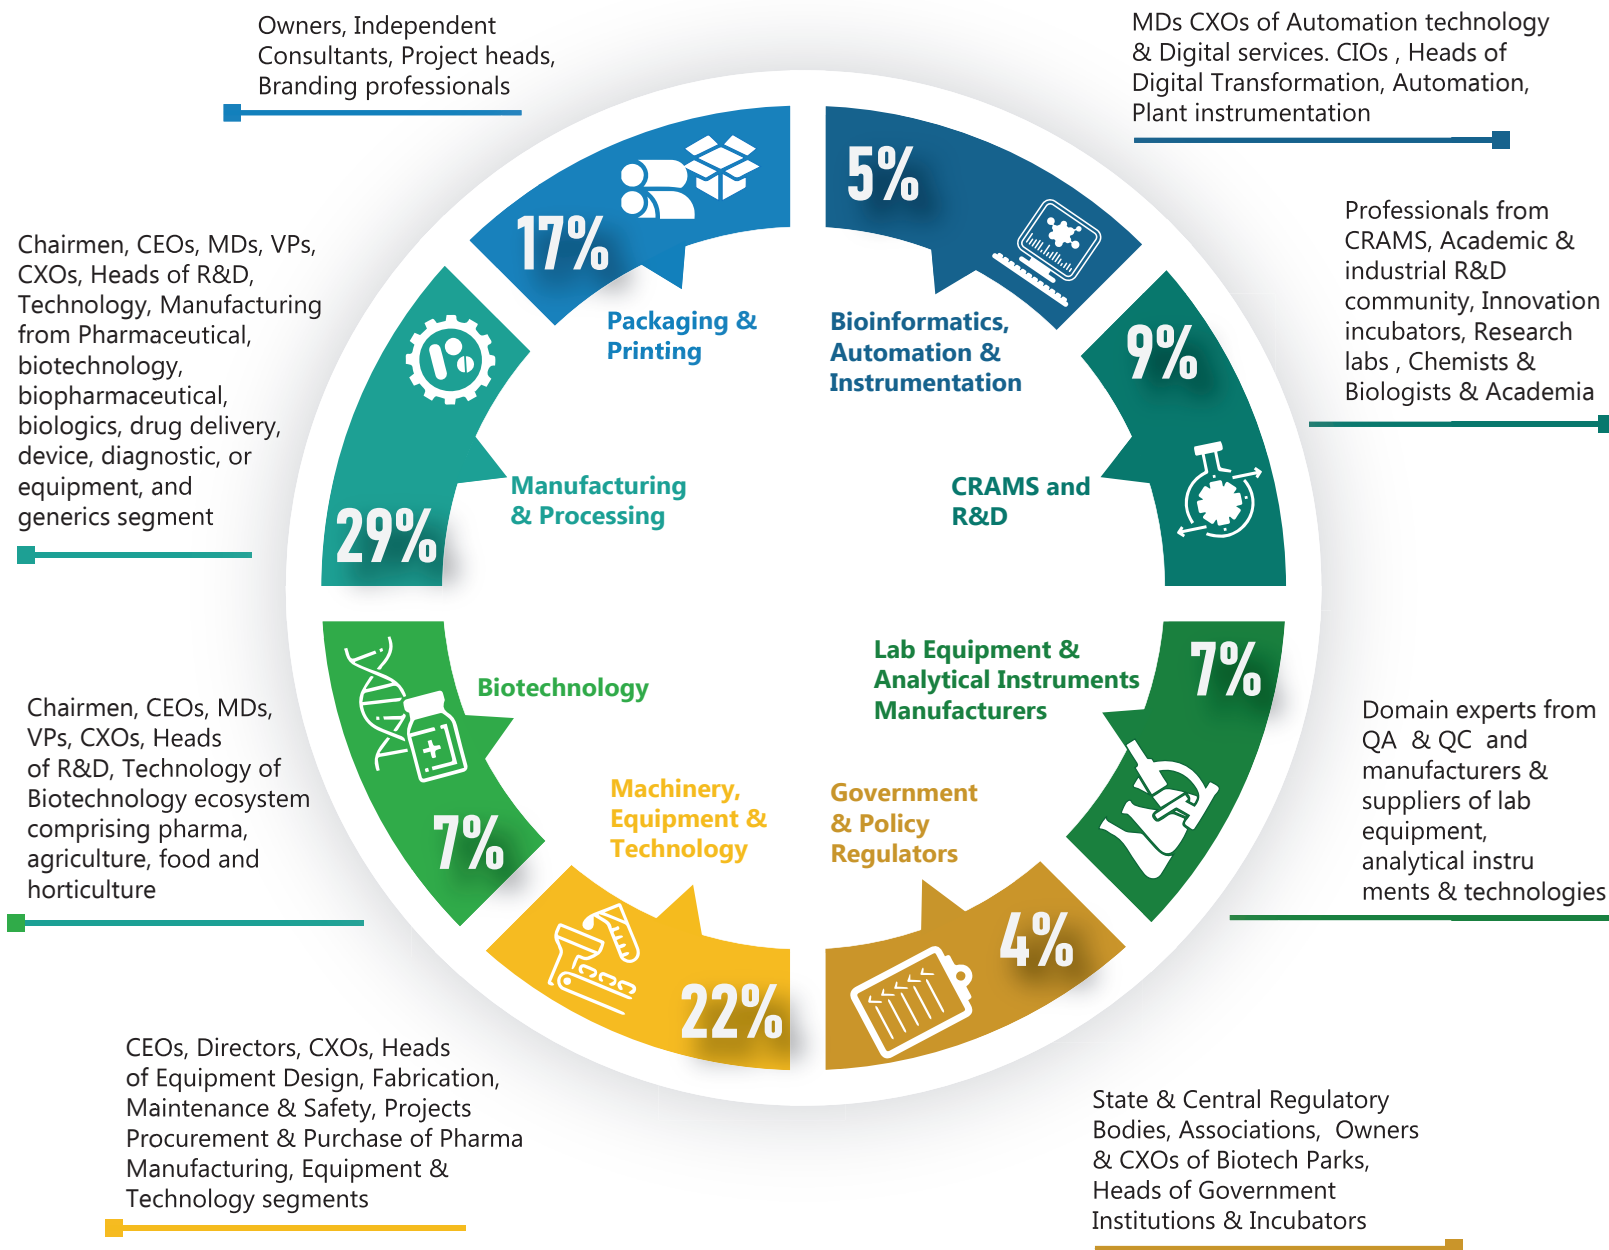 Owners, Independent
Consultants, Project heads,
Branding professionals
MDs CXOs of Automation technology
& Digital services. CIOs , Heads of
Digital Transformation, Automation,
Plant instrumentation
17%
Packaging &
Printing
5%
Bioinformatics,
Automation &
Instrumentation
Chairmen, CEOs, MDs, VPs,
CXOs, Heads of R&D,
Technology, Manufacturing
from Pharmaceutical,
biotechnology,
biopharmaceutical,
biologics, drug delivery,
device, diagnostic, or
equipment, and
generics segment
29%
Manufacturing
& Processing
9%
CRAMS and
R&D
Professionals from
CRAMS, Academic &
industrial R&D
community, Innovation
incubators, Research
labs , Chemists &
Biologists & Academia
Chairmen, CEOs, MDs,
VPs, CXOs, Heads
of R&D, Technology of
Biotechnology ecosystem
comprising pharma,
agriculture, food and
horticulture
Biotechnology
7%
Lab Equipment &
Analytical Instruments
Manufacturers
7%
Domain experts from
QA & QC and
manufacturers &
suppliers of lab
equipment,
analytical instru
ments & technologies
Machinery,
Equipment &
Technology
22%
Government
& Policy
Regulators
4%
CEOs, Directors, CXOs, Heads
of Equipment Design, Fabrication,
Maintenance & Safety, Projects
Procurement & Purchase of Pharma
Manufacturing, Equipment &
Technology segments
State & Central Regulatory
Bodies, Associations, Owners
& CXOs of Biotech Parks,
Heads of Government
Institutions & Incubators